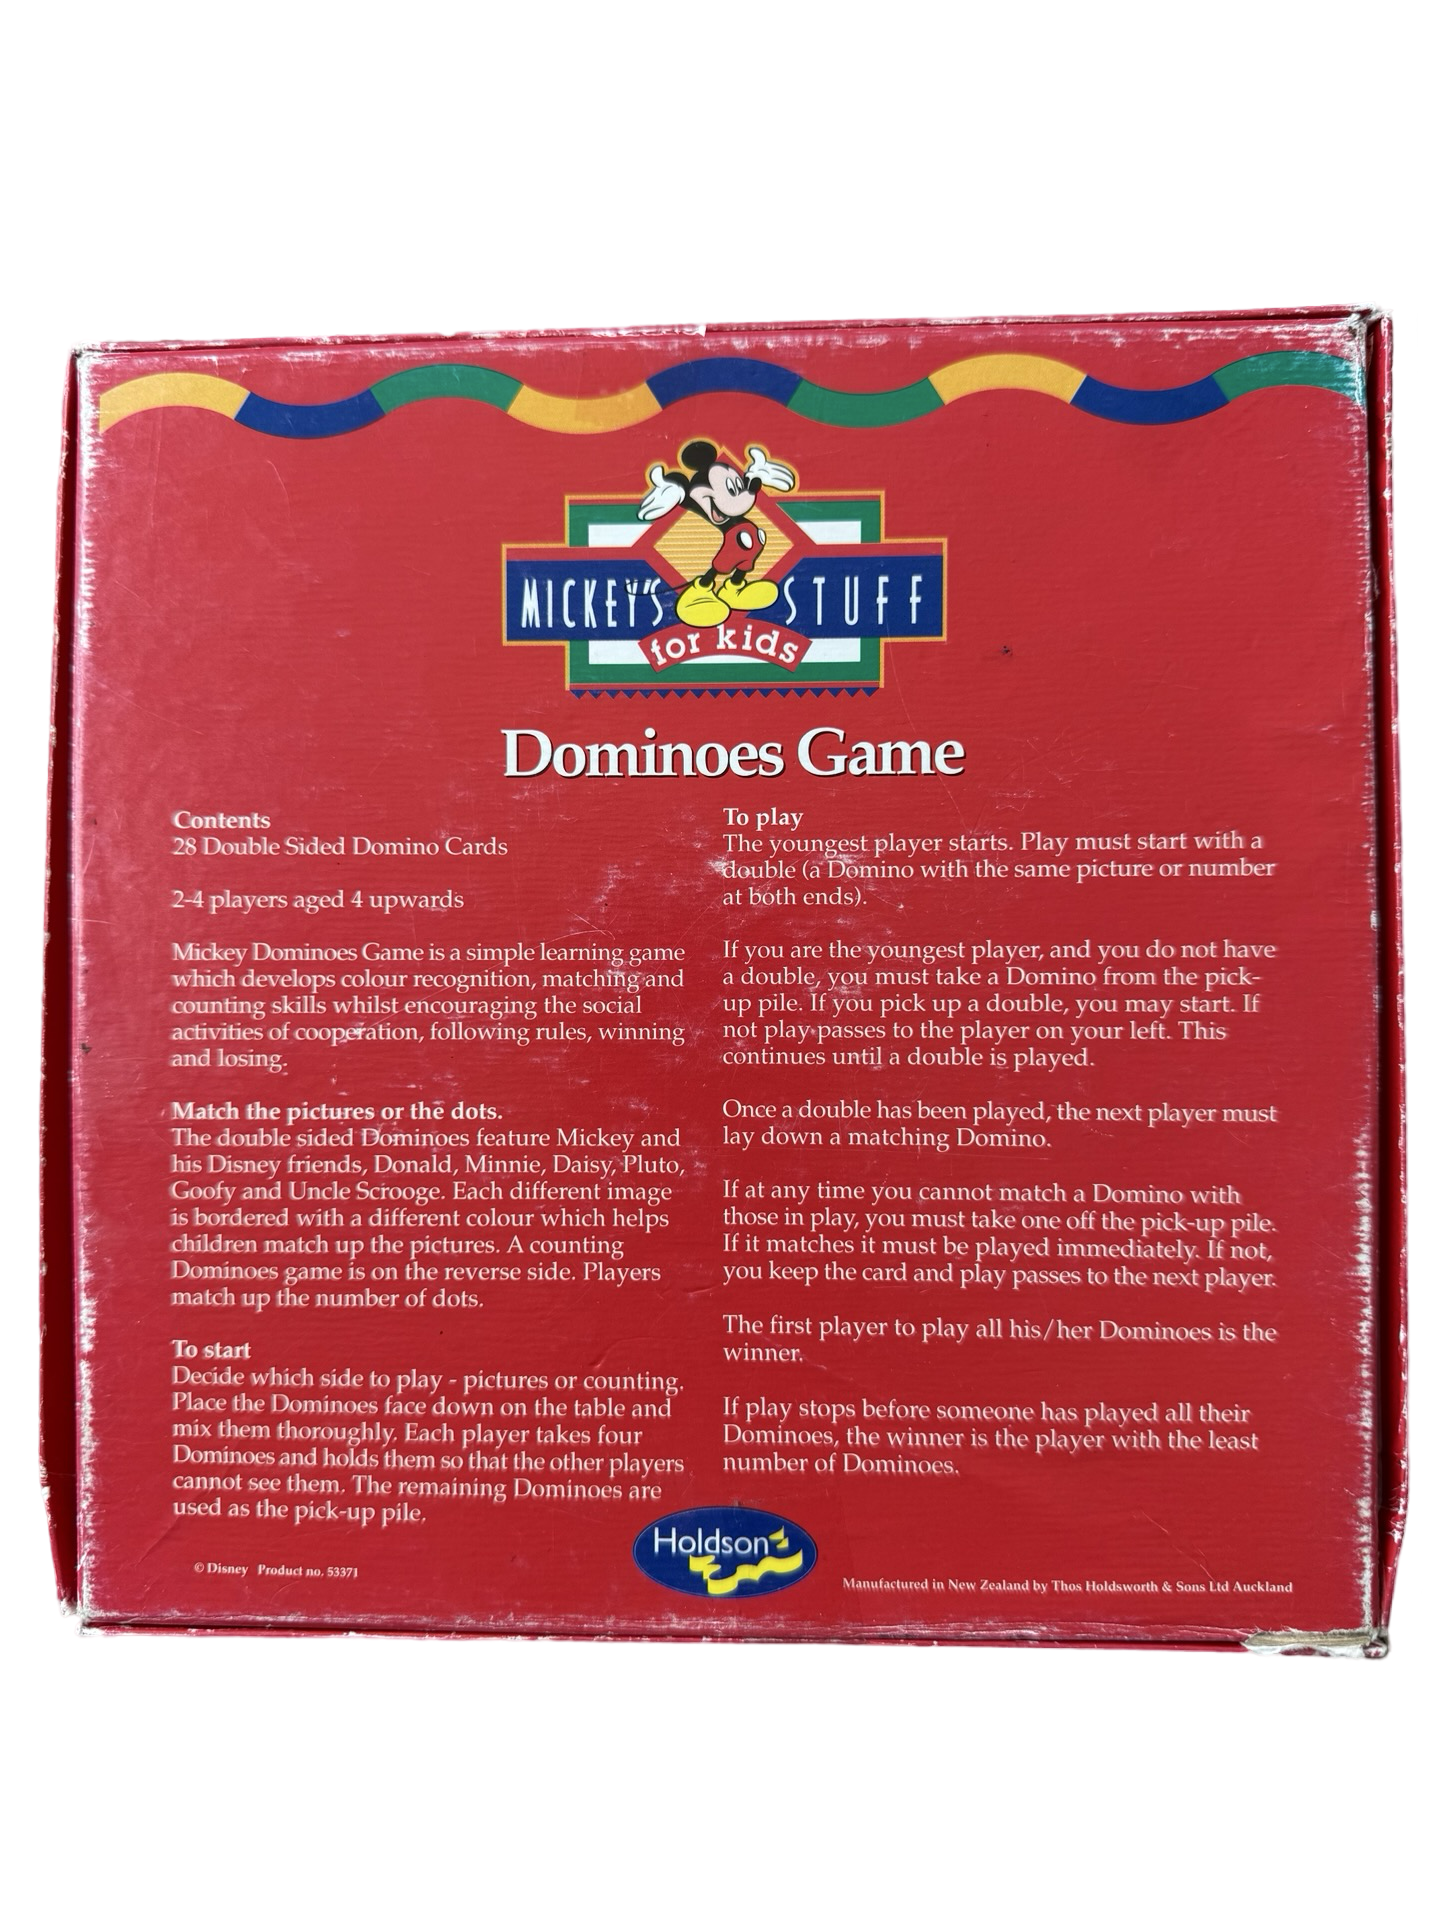 MICKEY'S STUFF
for kids
Dominoes Game
Contents
28 Double Sided Domino Cards
2-4 players aged 4 upwards
Mickey Dominoes Game is a simple learning game
which develops colour recognition, matching and
counting skills whilst encouraging the social
activities of cooperation, following rules, winning
and losing.
Match the pictures or the dots.
The double sided Dominoes feature Mickey and
his Disney friends, Donald, Minnie, Daisy, Pluto,
Goofy and Uncle Scrooge. Each different image
is bordered with a different colour which helps
children match up the pictures. A counting
Dominoes game is on the reverse side. Players
match up the number of dots.
To start
Decide which side to play - pictures or counting.
Place the Dominoes face down on the table and
mix them thoroughly. Each player takes four
Dominoes and holds them so that the other players
cannot see them. The remaining Dominoes are
used as the pick-up pile.
To play
The youngest player starts. Play must start with a
double (a Domino with the same picture or number
at both ends).
If you are the youngest player, and you do not have
a double, you must take a Domino from the pick-
up pile. If you pick up a double, you may start. If
not play passes to the player on your left. This
continues until a double is played.
Once a double has been played, the next player must
lay down a matching Domino.
If at any time you cannot match a Domino with
those in play, you must take one off the pick-up pile.
If it matches it must be played immediately. If not,
you keep the card and play passes to the next player.
The first player to play all his/her Dominoes is the
winner.
If play stops before someone has played all their
Dominoes, the winner is the player with the least
number of Dominoes.
© Disney Product no. 53371
Holdson
Manufactured in New Zealand by Thos Holdsworth & Sons Ltd Auckland